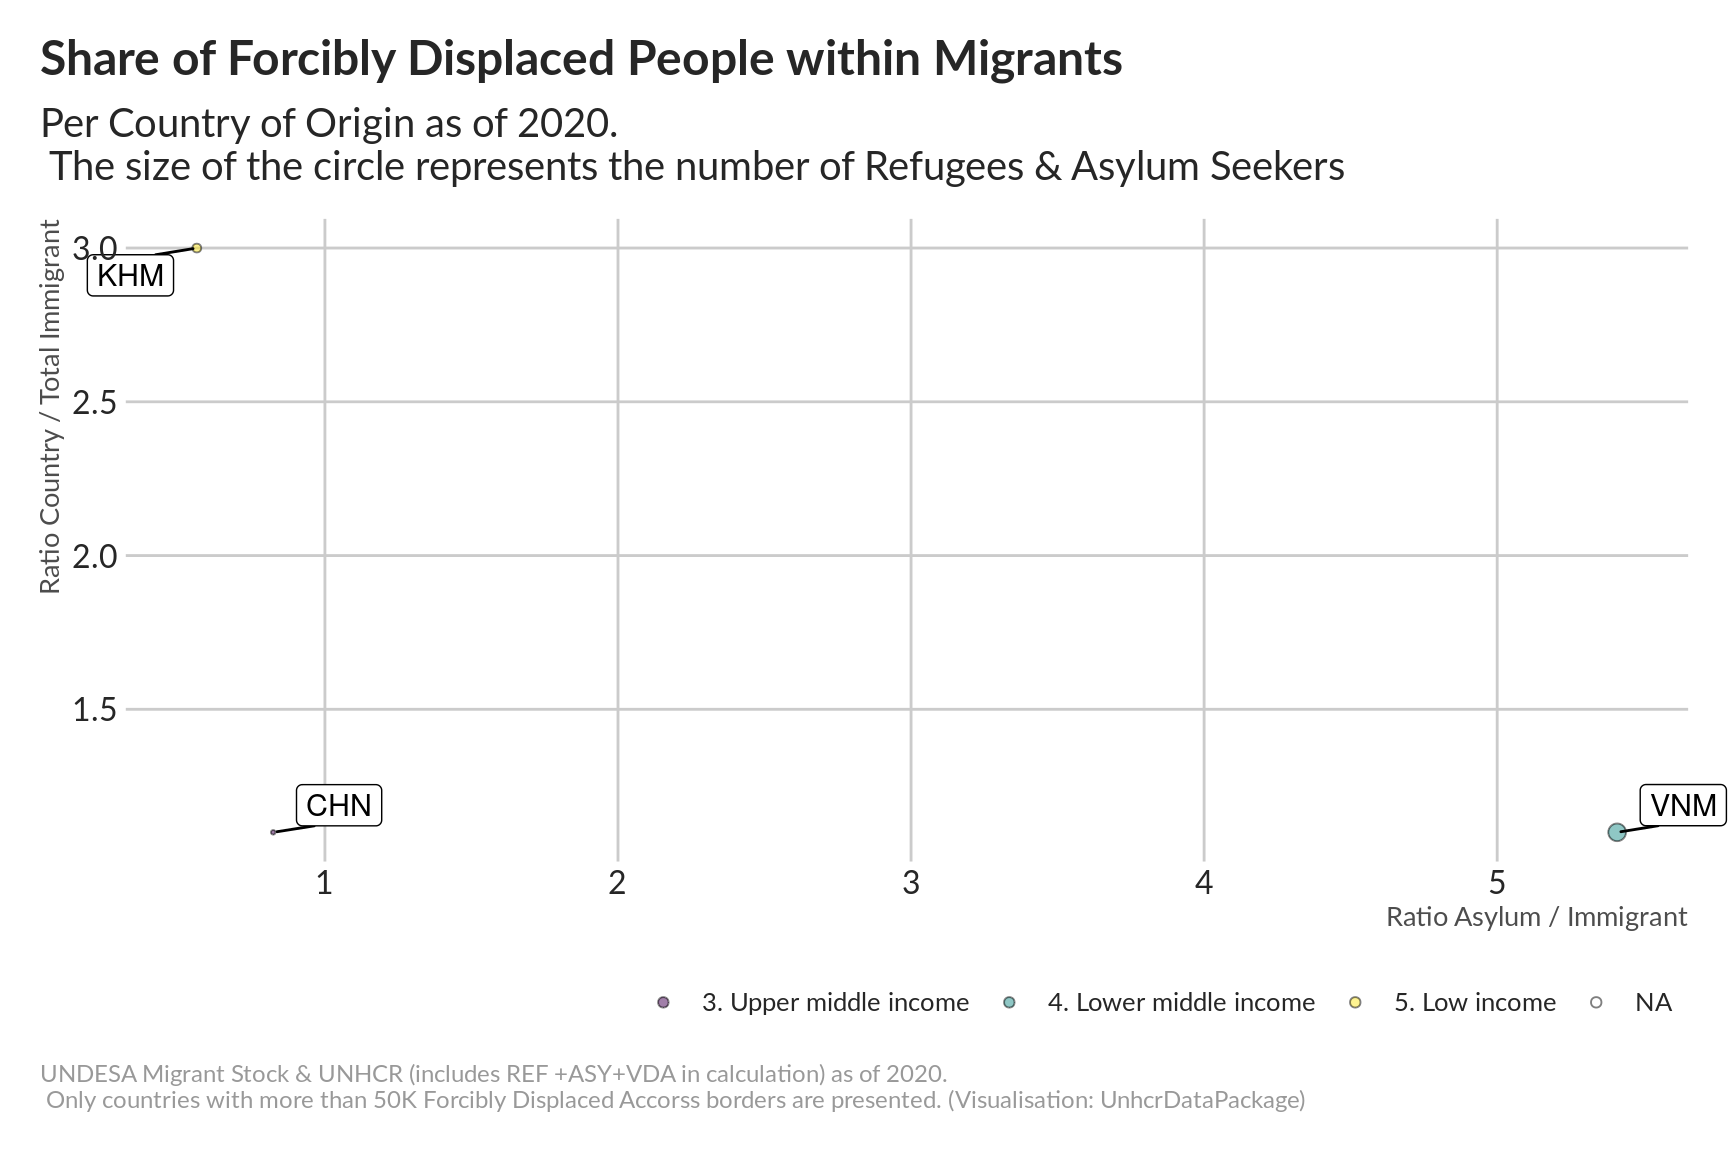 Share of Forcibly Displaced People within Migrants
Per Country of Origin as of 2020.
The size of the circle represents the number of Refugees & Asylum Seekers
Ratio Country / Total Immigrant
3.0
KHM
2.5
2.0
1.5
CHN
VNM
1 2 3 4 5
Ratio Asylum / Immigrant
3. Upper middle income 4. Lower middle income 5. Low income NA
UNDESA Migrant Stock & UNHCR (includes REF +ASY+VDA in calculation) as of 2020.
Only countries with more than 50K Forcibly Displaced Accorss borders are presented. (Visualisation: UnhcrDataPackage)